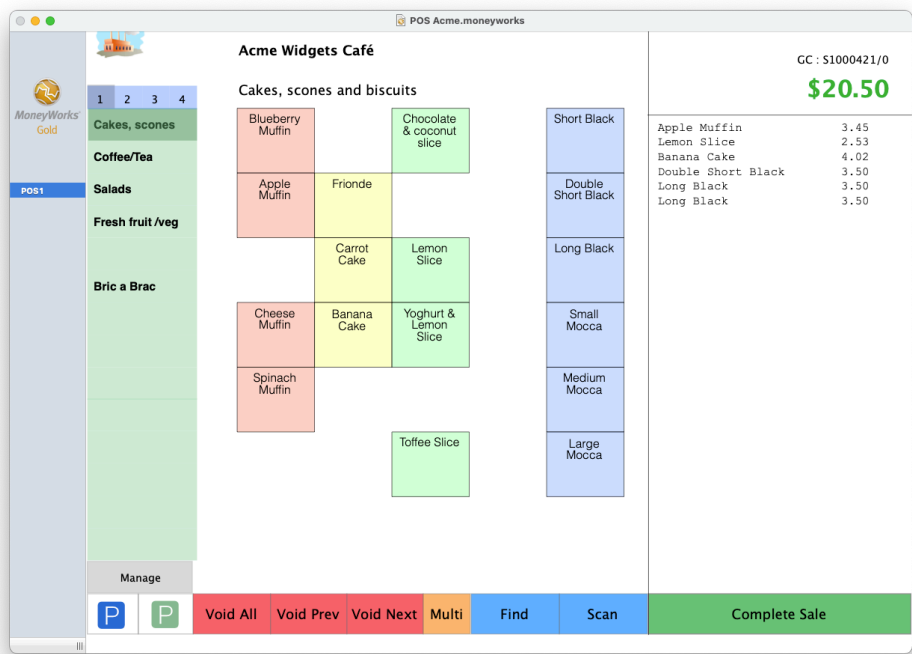 POS Acme.moneyworks
MoneyWorks
Gold
POS1
1 2 3 4
Cakes, scones
Coffee/Tea
Salads
Fresh fruit /veg
Bric a Brac
Manage
Acme Widgets Café
Cakes, scones and biscuits
Blueberry
Muffin
Chocolate
& coconut
slice
Short Black
Apple
Muffin
Frionde
Double
Short Black
Carrot
Cake
Lemon
Slice
Long Black
Cheese
Muffin
Banana
Cake
Yoghurt &
Lemon
Slice
Small
Mocca
Spinach
Muffin
Medium
Mocca
Toffee Slice
Large
Mocca
GC : S1000421/0
$20.50
Apple Muffin 3.45
Lemon Slice 2.53
Banana Cake 4.02
Double Short Black 3.50
Long Black 3.50
Long Black 3.50
P P Void All Void Prev Void Next Multi Find Scan Complete Sale